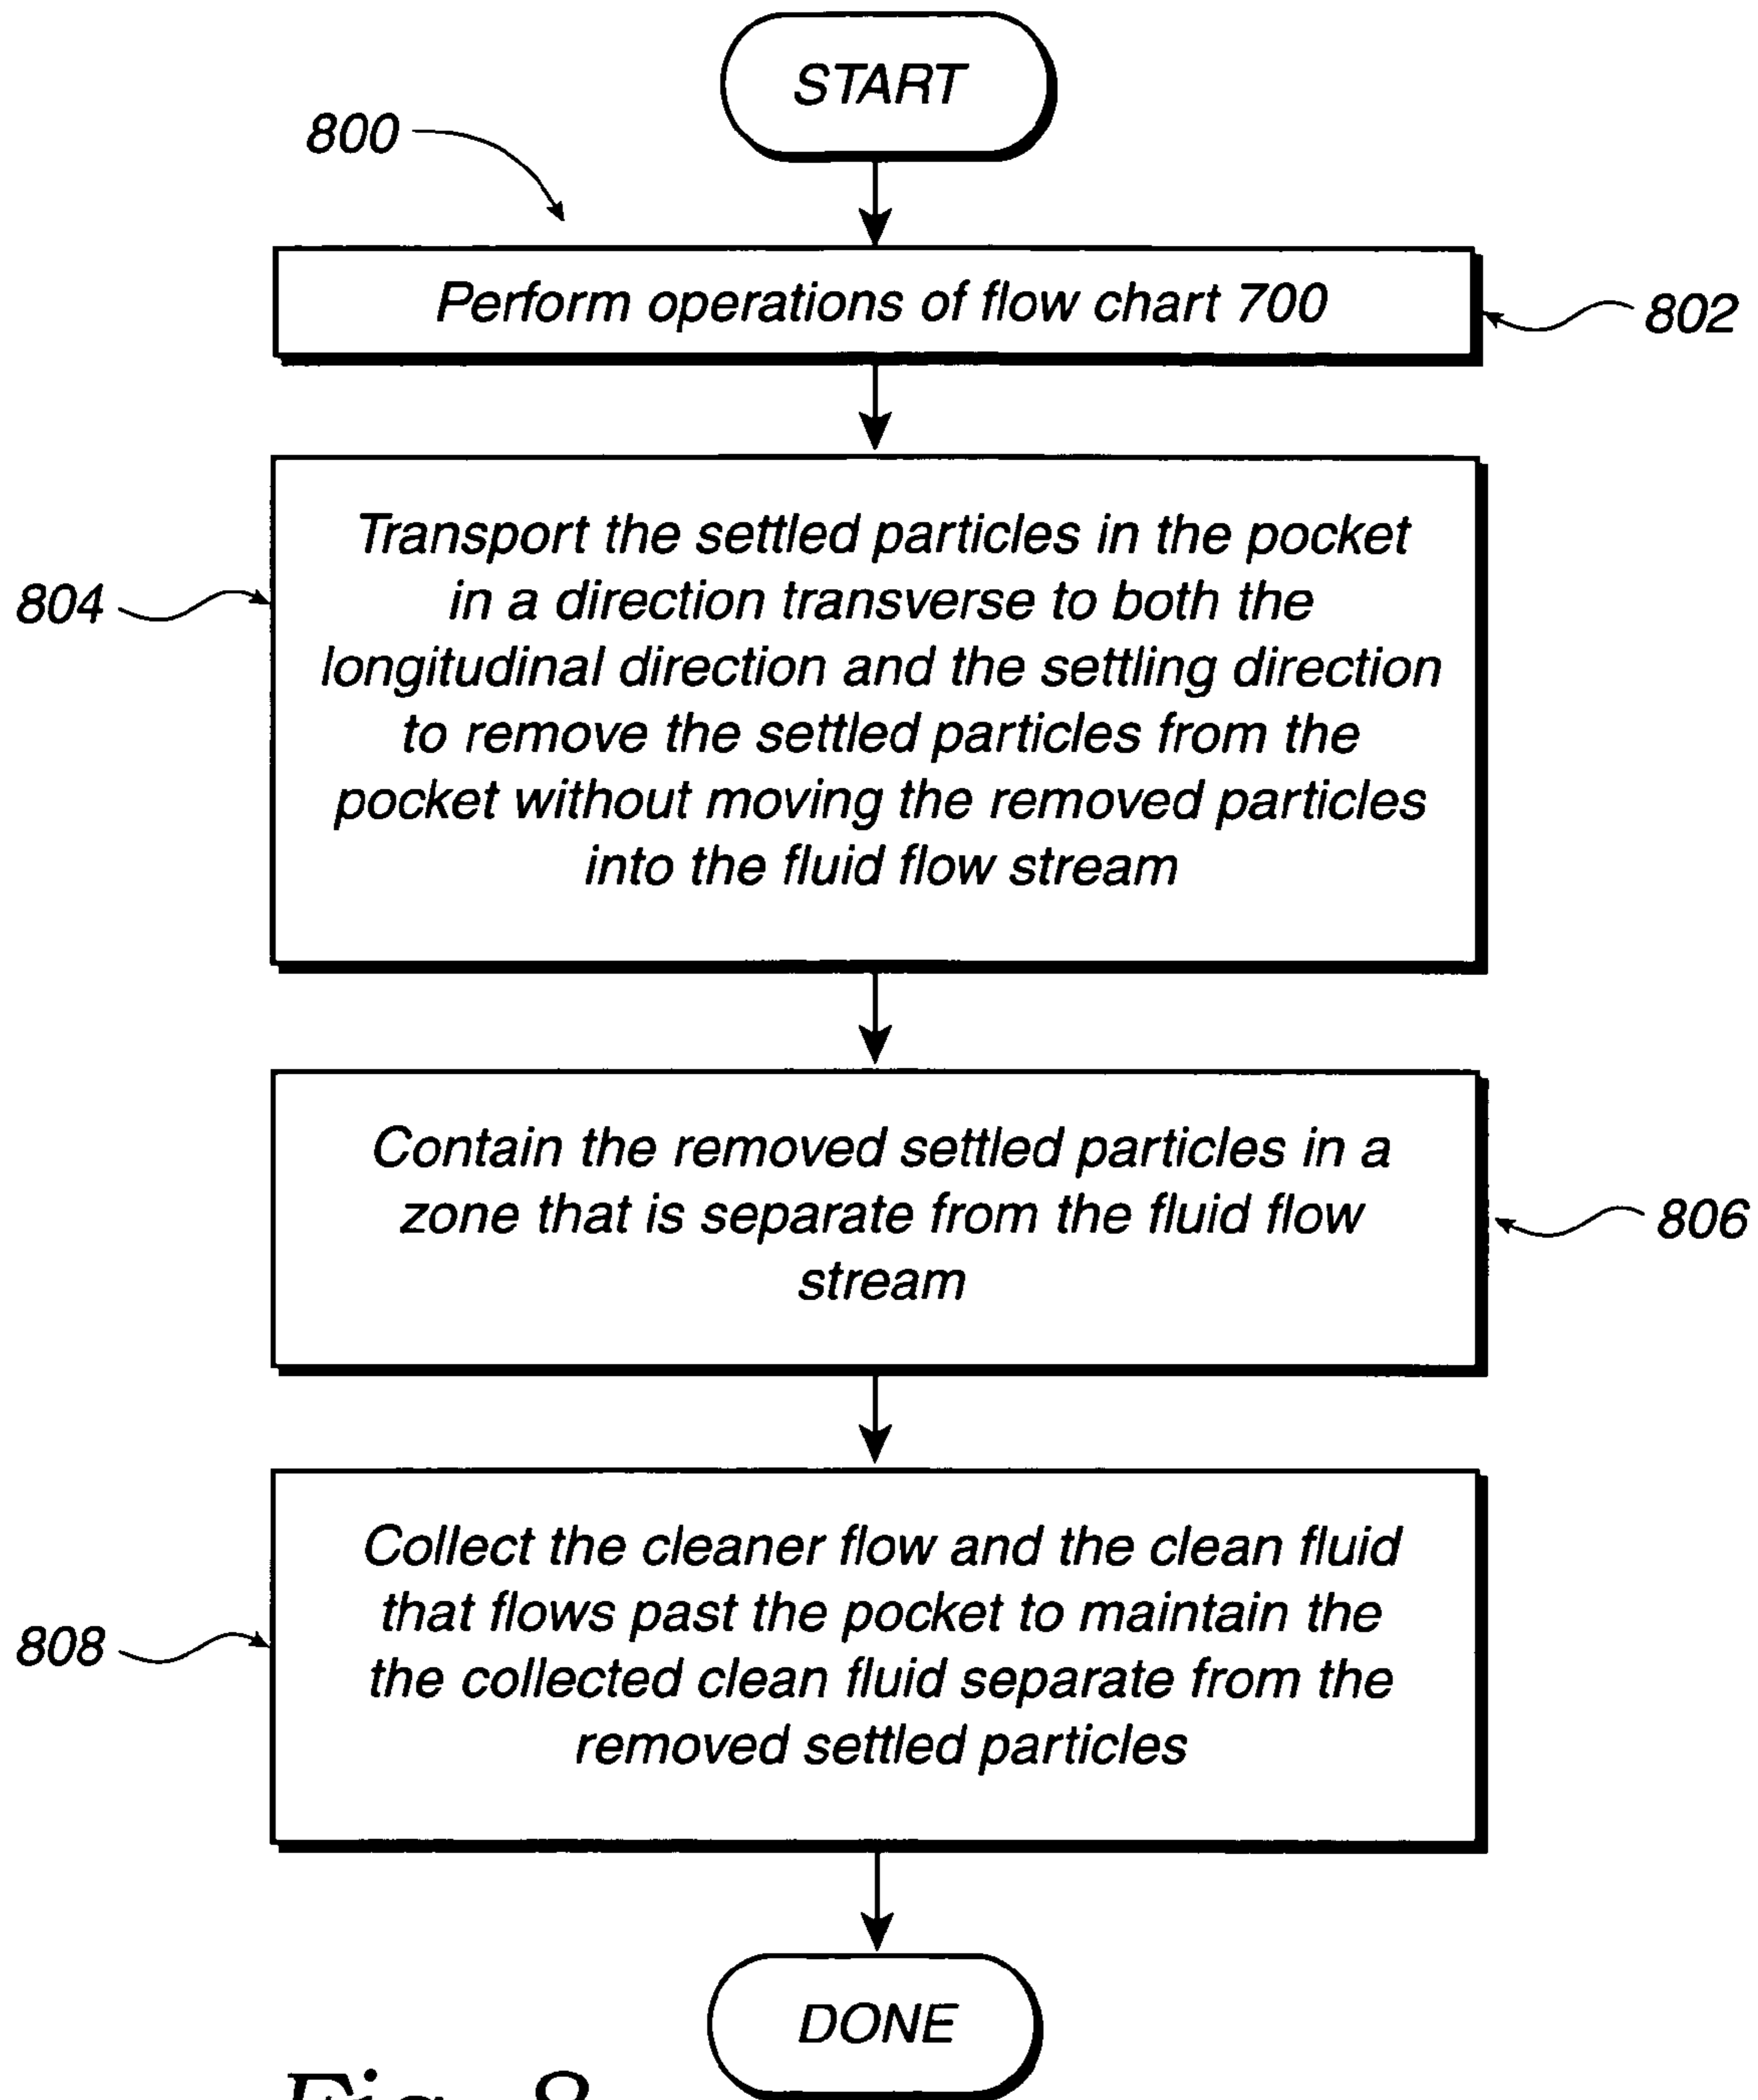 START
800
Perform operations of flow chart 700
802
Transport the settled particles in the pocket
in a direction transverse to both the
longitudinal direction and the settling direction
to remove the settled particles from the
pocket without moving the removed particles
into the fluid flow stream
804
Contain the removed settled particles in a
zone that is separate from the fluid flow
stream
806
Collect the cleaner flow and the clean fluid
that flows past the pocket to maintain the
the collected clean fluid separate from the
removed settled particles
808
DONE
Fig. 8